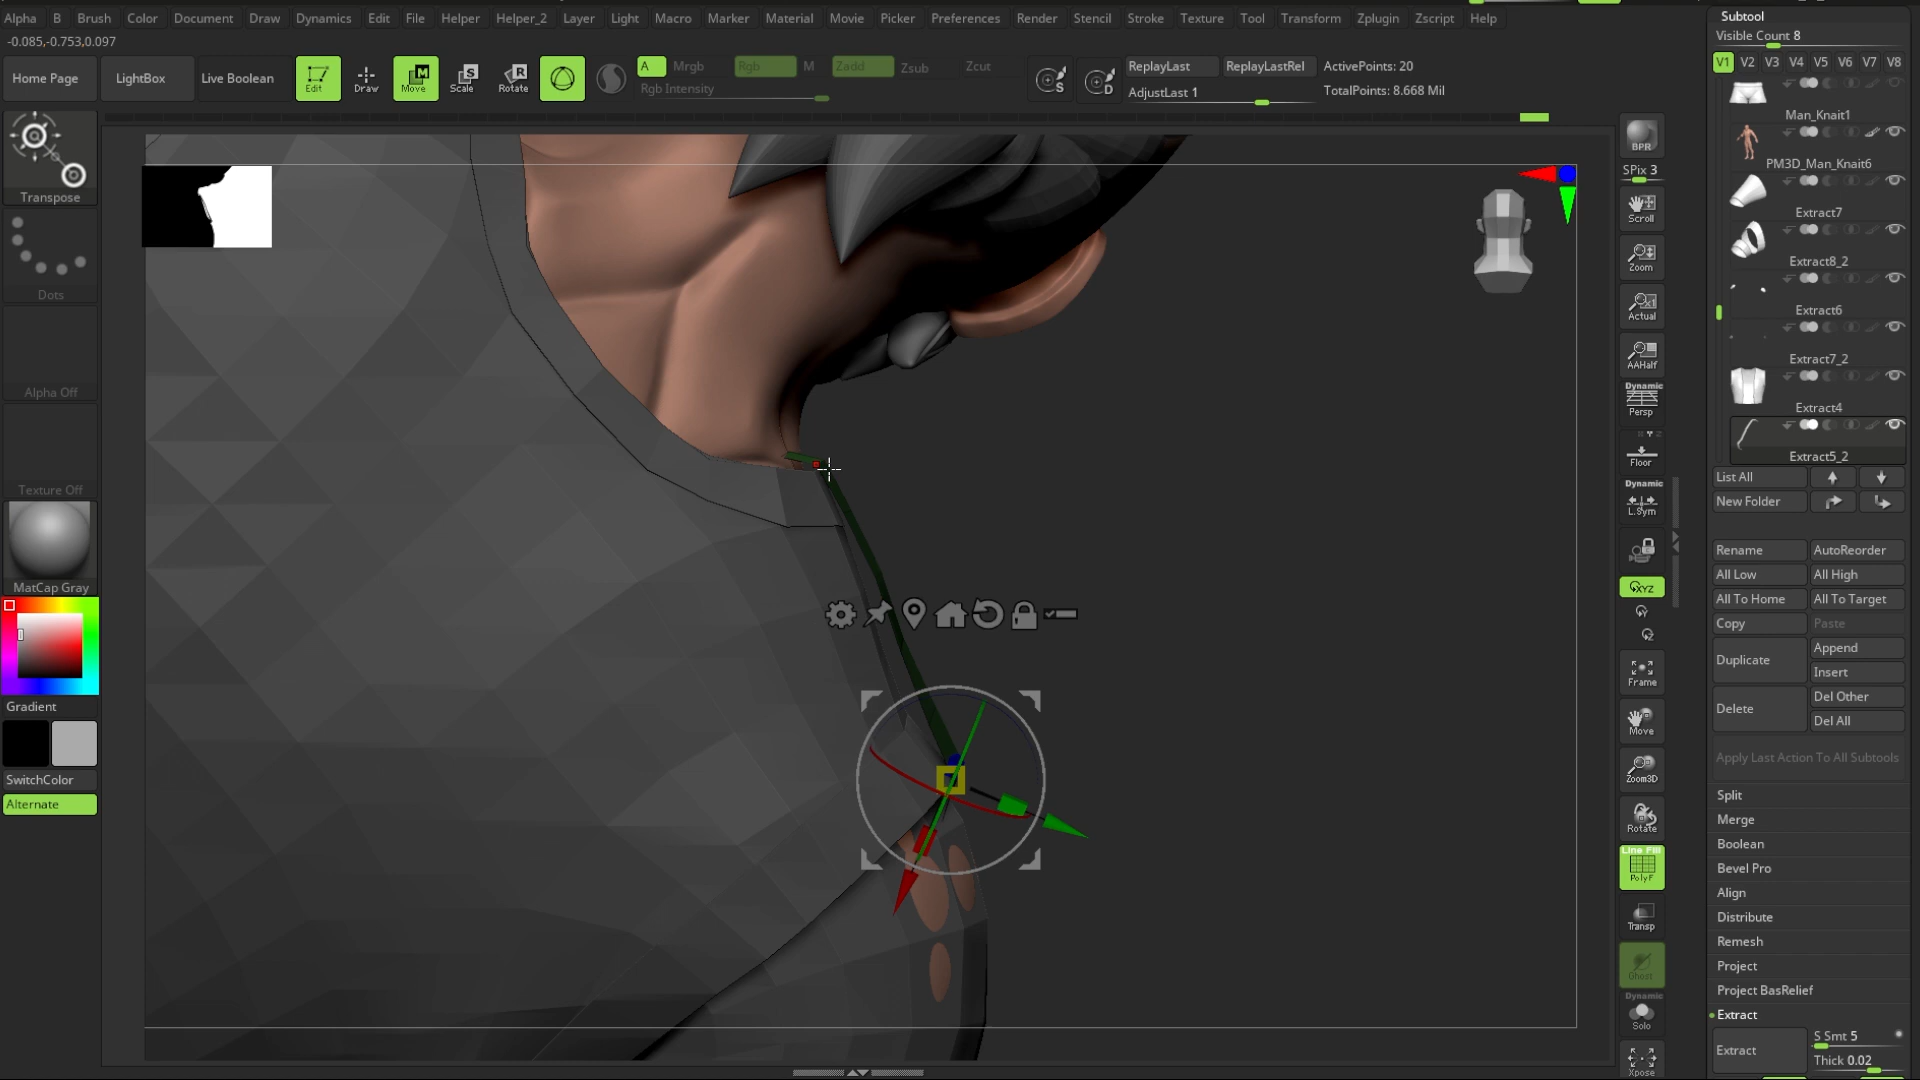 Alpha B Brush Color Document Draw Dynamics Edit File Helper Helper_2 Layer Light Macro Marker Material Movie Picker Preferences Render Stencil Stroke Texture Tool Transform Zplugin Zscript Help
-0.085,-0.753,0.097
Home Page LightBox Live Boolean Edit Draw Move Scale Rotate
A Mrgb Rgb M Zadd Zsub Zcut
Rgb Intensity
ReplayLast ReplayLastRel ActivePoints: 20
AdjustLast 1 TotalPoints: 8.668 Mil
Transpose
Dots
Alpha Off
Texture Off
MatCap Gray
Gradient
SwitchColor
Alternate
BPR
SPix 3
Scroll
Zoom
Actual
AAHalf
Dynamic
Persp
Floor
Dynamic
L.Sym
XYZ
Frame
Move
Zoom3D
Rotate
Line Fill
PolyF
Transp
Ghost
Dynamic
Solo
Xpose
Subtool
Visible Count 8
V1 V2 V3 V4 V5 V6 V7 V8
Man_Knait1
PM3D_Man_Knait6
Extract7
Extract8_2
Extract6
Extract7_2
Extract4
Extract5_2
List All
New Folder
Rename AutoReorder
All Low All High
All To Home All To Target
Copy Paste
Duplicate Append
Insert
Delete Del Other
Del All
Apply Last Action To All Subtools
Split
Merge
Boolean
Bevel Pro
Align
Distribute
Remesh
Project
Project BasRelief
Extract
Extract S Smt 5
Thick 0.02